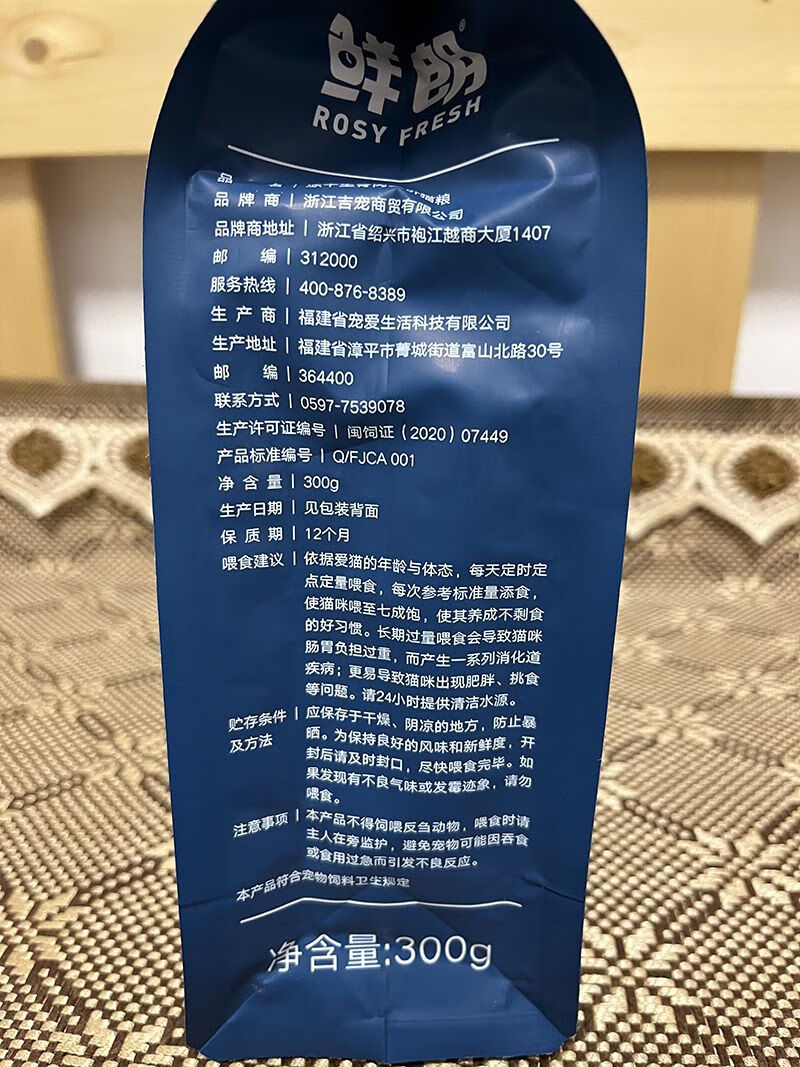 鲜朗®
ROSY FRESH
猫粮
品 牌 商 | 浙江吉宠商贸有限公司
品牌商地址 | 浙江省绍兴市袍江越商大厦1407
邮 编 | 312000
服务热线 | 400-876-8389
生 产 商 | 福建省宠爱生活科技有限公司
生产地址 | 福建省漳平市菁城街道富山北路30号
邮 编 | 364400
联系方式 | 0597-7539078
生产许可证编号 | 闽饲证（2020）07449
产品标准编号 | Q/FJCA 001
净 含 量 | 300g
生产日期 | 见包装背面
保 质 期 | 12个月
喂食建议 | 依据爱猫的年龄与体态，每天定时定
点定量喂食，每次参考标准量添食，
使猫咪喂至七成饱，使其养成不剩食
的好习惯。长期过量喂食会导致猫咪
肠胃负担过重，而产生一系列消化道
疾病；更易导致猫咪出现肥胖、挑食
等问题。请24小时提供清洁水源。
贮存条件 | 应保存于干燥、阴凉的地方，防止暴
及方法 晒。为保持良好的风味和新鲜度，开
封后请及时封口，尽快喂食完毕。如
果发现有不良气味或发霉迹象，请勿
喂食。
注意事项 | 本产品不得饲喂反刍动物，喂食时请
主人在旁监护，避免宠物可能因吞食
或食用过急而引发不良反应。
本产品符合宠物饲料卫生规定
净含量:300g